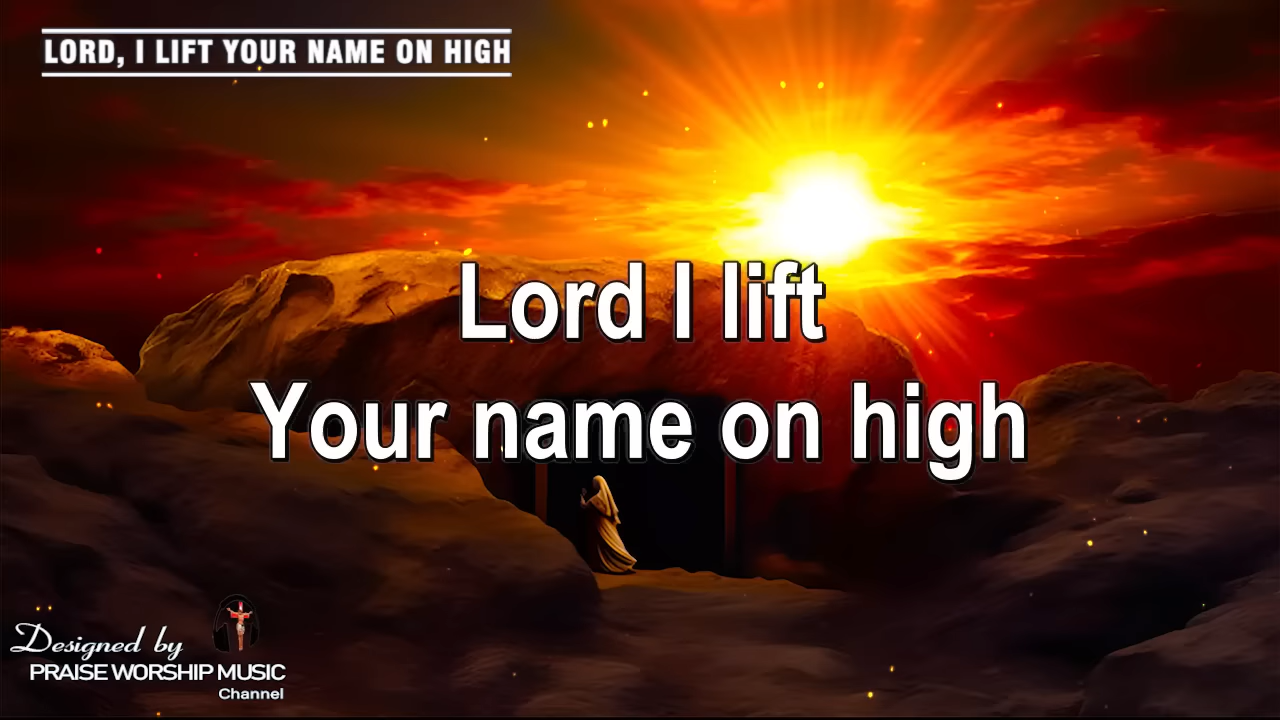 LORD, I LIFT YOUR NAME ON HIGH
Lord I lift
Your name on high
Designed by
PRAISE WORSHIP MUSIC
Channel